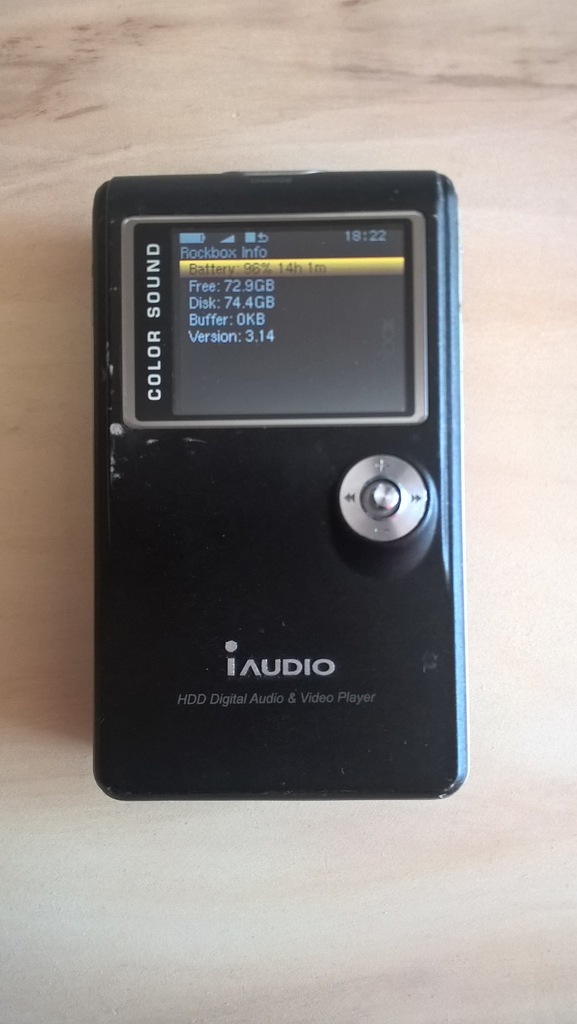 COLOR SOUND
18:22
Rockbox Info
Battery: 96% 14h 1m
Free: 72.9GB
Disk: 74.4GB
Buffer: 0KB
Version: 3.14
+
-
iAUDIO
HDD Digital Audio & Video Player